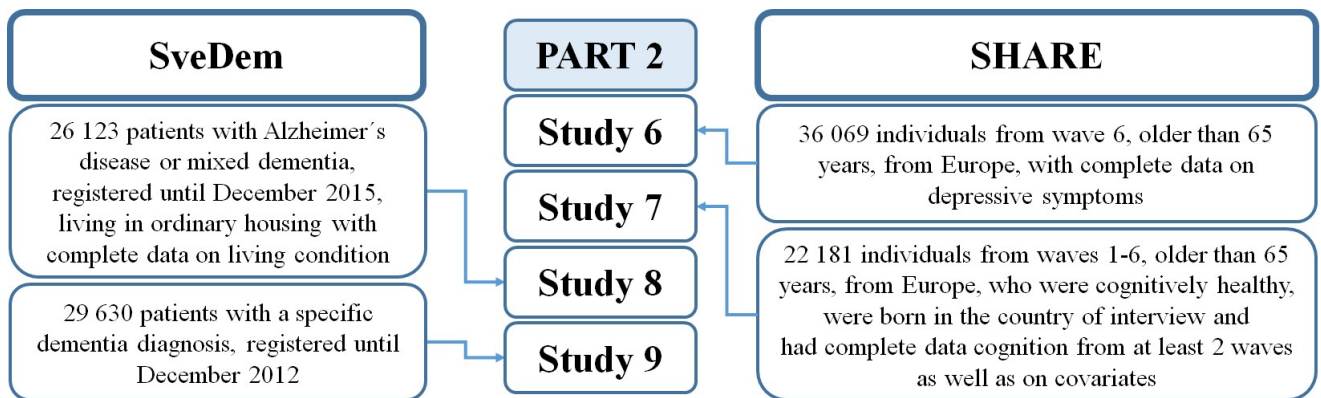 SveDem
26 123 patients with Alzheimer´s
disease or mixed dementia,
registered until December 2015,
living in ordinary housing with
complete data on living condition
29 630 patients with a specific
dementia diagnosis, registered until
December 2012
PART 2
Study 6
Study 7
Study 8
Study 9
SHARE
36 069 individuals from wave 6, older than 65
years, from Europe, with complete data on
depressive symptoms
22 181 individuals from waves 1-6, older than 65
years, from Europe, who were cognitively healthy,
were born in the country of interview and
had complete data cognition from at least 2 waves
as well as on covariates